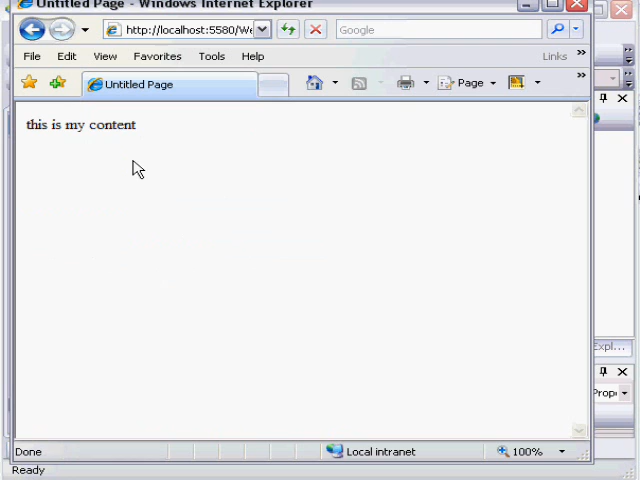 Untitled Page - Windows Internet Explorer
http://localhost:5580/We
Google
File Edit View Favorites Tools Help
Links »
Untitled Page
Page
»
this is my content
Expl...
Prop
Done
Local intranet
100%
Ready